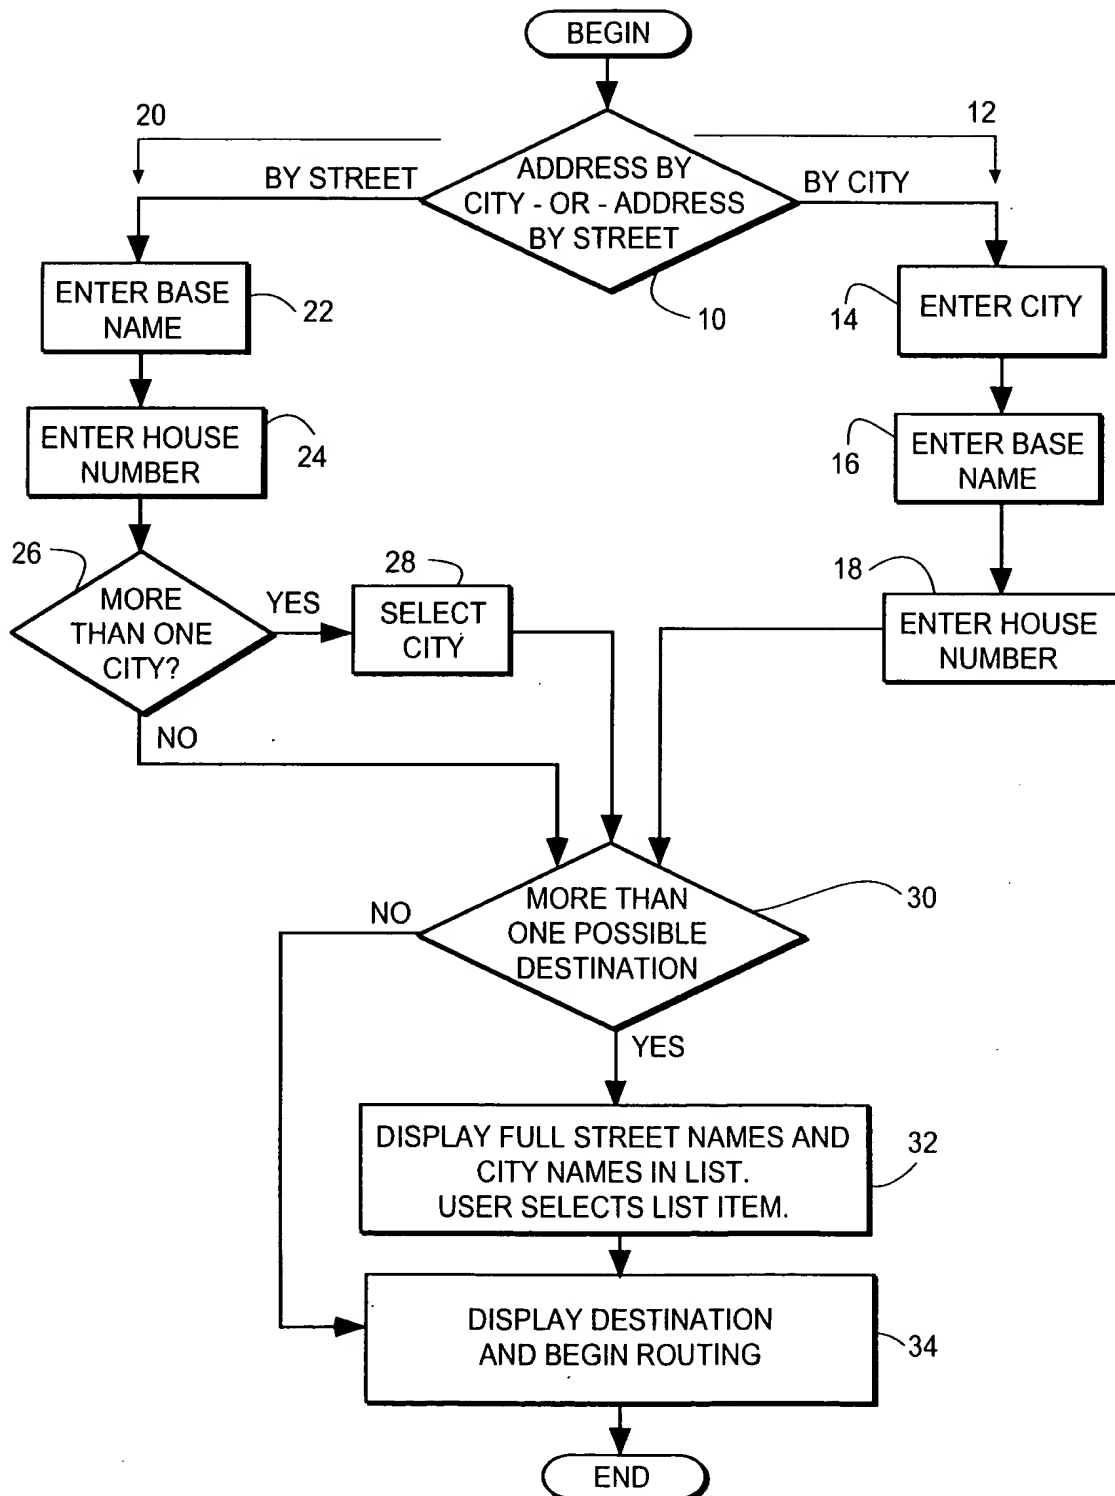 BEGIN
20
12
ADDRESS BY
CITY - OR - ADDRESS
BY STREET
BY STREET
BY CITY
10
ENTER BASE
NAME
22
14
ENTER CITY
ENTER HOUSE
NUMBER
24
16
ENTER BASE
NAME
26
MORE
THAN ONE
CITY?
YES
NO
28
SELECT
CITY
18
ENTER HOUSE
NUMBER
MORE THAN
ONE POSSIBLE
DESTINATION
30
NO
YES
DISPLAY FULL STREET NAMES AND
CITY NAMES IN LIST.
USER SELECTS LIST ITEM.
32
DISPLAY DESTINATION
AND BEGIN ROUTING
34
END